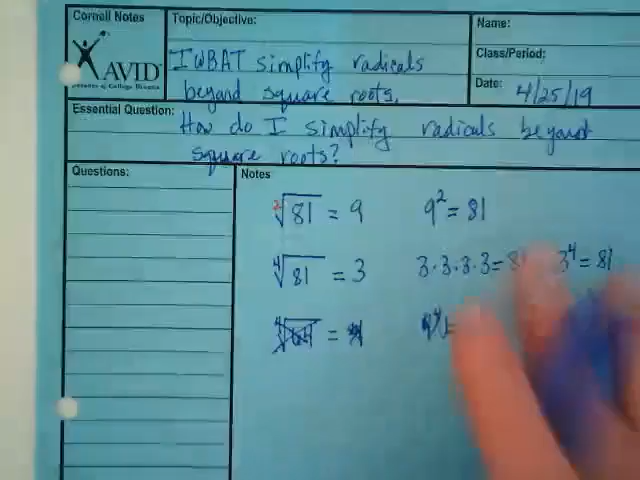 Cornell Notes
Topic/Objective:
Name:
AVID
IWBAT simplify radicals
beyond square roots.
Class/Period:
Date: 4/25/19
Essential Question:
How do I simplify radicals beyond
square roots?
Questions:
Notes
²√81 = 9 9² = 81
⁴√81 = 3 3·3·3·3 = 8 3⁴ = 81